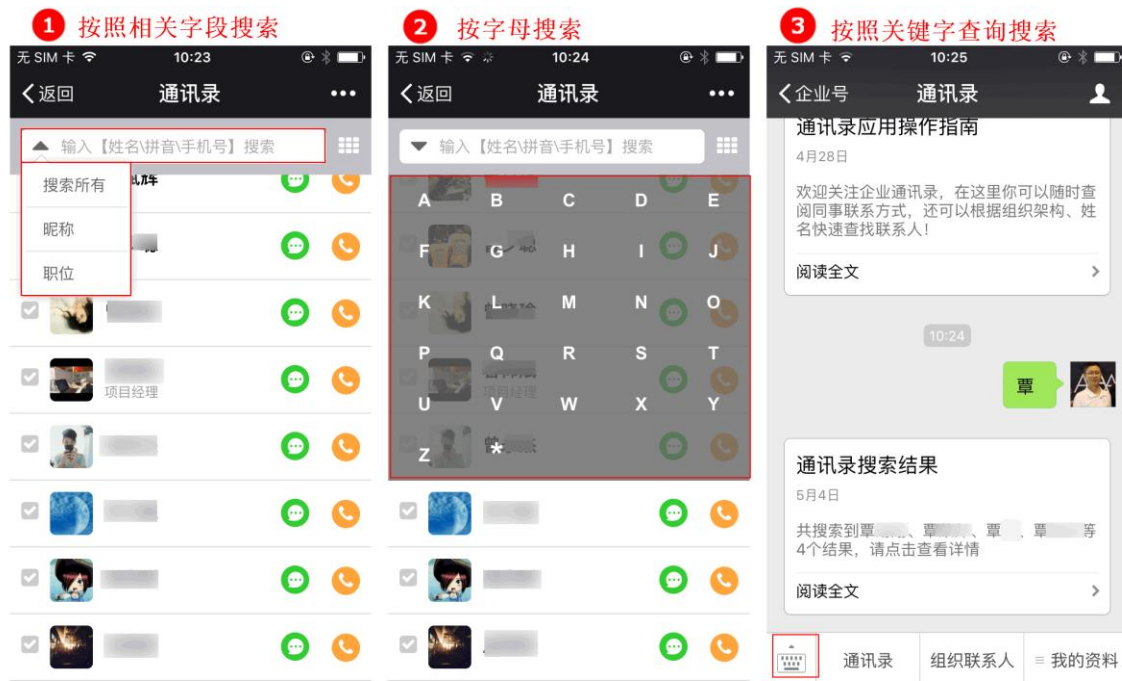 1 按照相关字段搜索
无 SIM 卡 10:23
返回 通讯录 •••
输入【姓名\拼音\手机号】搜索
搜索所有
昵称
职位
项目经理
2 按字母搜索
无 SIM 卡 10:24
返回 通讯录 •••
输入【姓名\拼音\手机号】搜索
A B C D E
F G H I J
K L M N O
P Q R S T
项目经理
U V W X Y
Z *
3 按照关键字查询搜索
无 SIM 卡 10:25
企业号 通讯录
通讯录应用操作指南
4月28日
欢迎关注企业通讯录，在这里你可以随时查
阅同事联系方式，还可以根据组织架构、姓
名快速查找联系人！
阅读全文
10:24
覃
通讯录搜索结果
5月4日
共搜索到覃、覃、覃、覃等
4个结果，请点击查看详情
阅读全文
通讯录 组织联系人 ≡ 我的资料